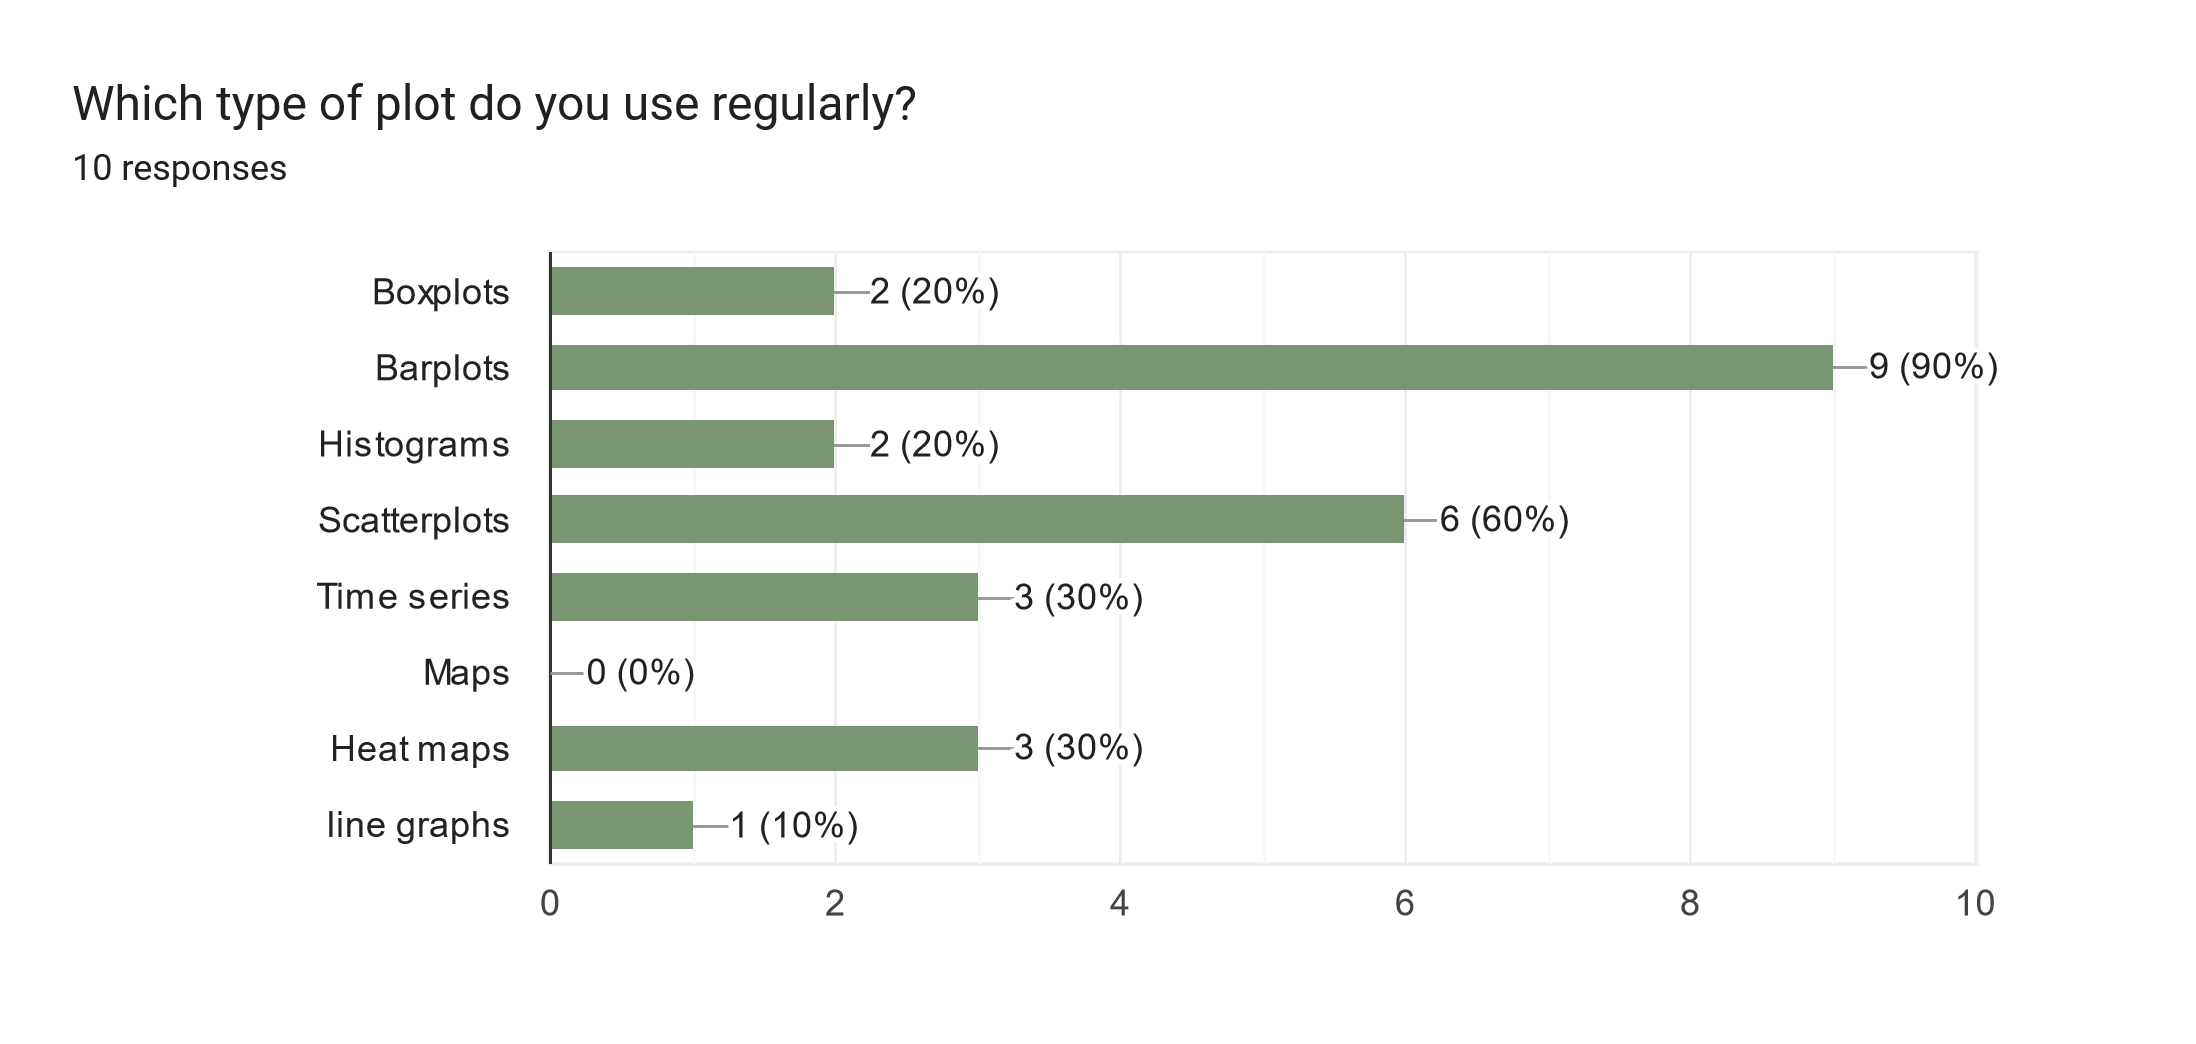 Which type of plot do you use regularly?
10 responses
Boxplots 2 (20%)
Barplots 9 (90%)
Histograms 2 (20%)
Scatterplots 6 (60%)
Time series 3 (30%)
Maps 0 (0%)
Heat maps 3 (30%)
line graphs 1 (10%)
0 2 4 6 8 10